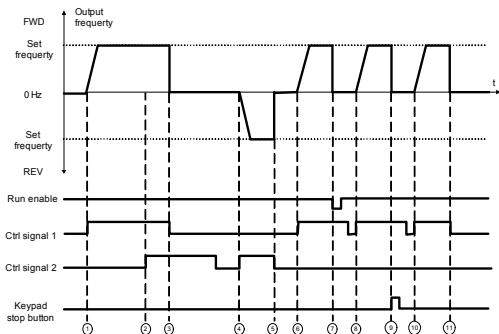 FWD
Output
frequerty
Set
frequerty
t
0 Hz
Set
frequerty
REV
Run enable
Ctrl signal 1
Ctrl signal 2
Keypad
stop button
1 2 3 4 5 6 7 8 9 10 11